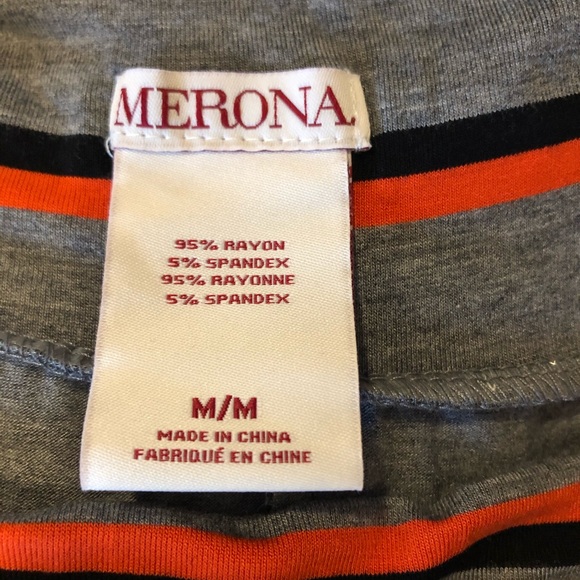 MERONA
95% RAYON
5% SPANDEX
95% RAYONNE
5% SPANDEX
M/M
MADE IN CHINA
FABRIQUÉ EN CHINE